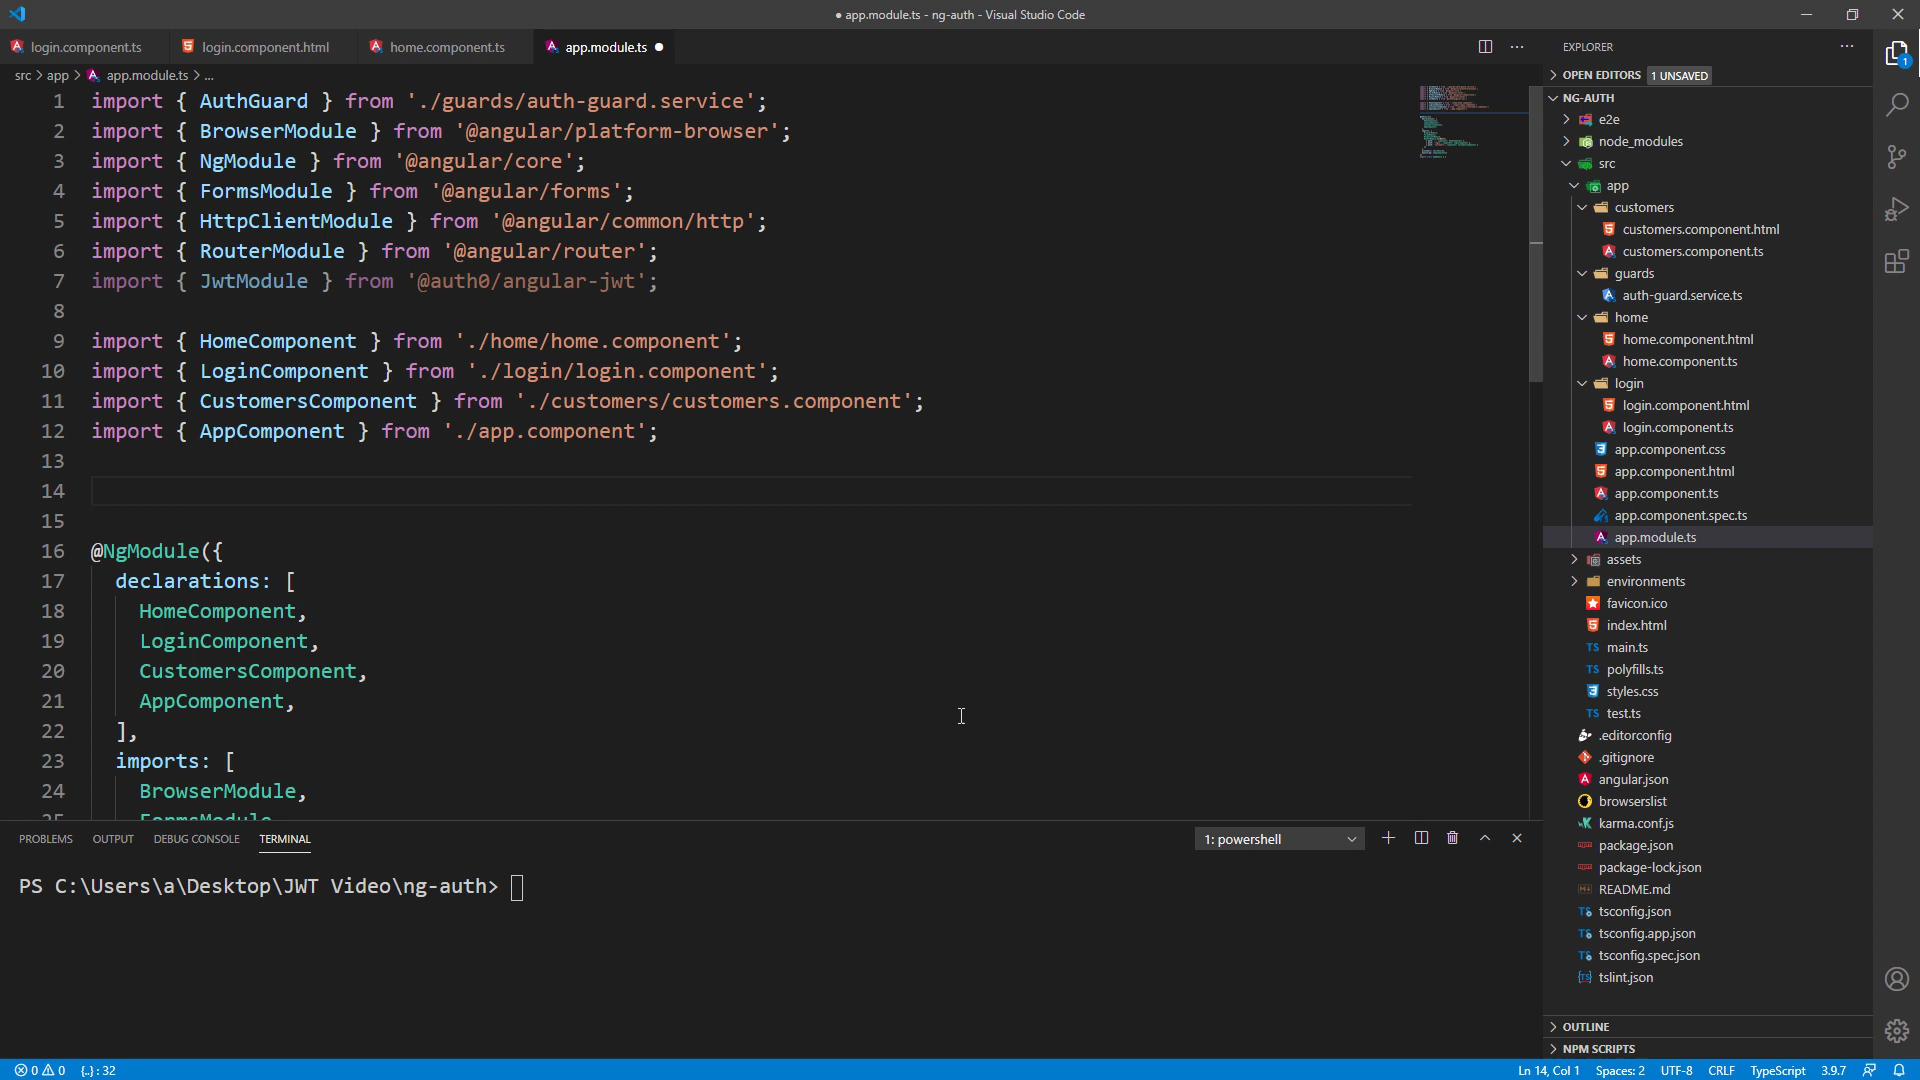 ● app.module.ts - ng-auth - Visual Studio Code
login.component.ts
login.component.html
home.component.ts
app.module.ts ●
src > app > app.module.ts > ...
1 import { AuthGuard } from './guards/auth-guard.service';
2 import { BrowserModule } from '@angular/platform-browser';
3 import { NgModule } from '@angular/core';
4 import { FormsModule } from '@angular/forms';
5 import { HttpClientModule } from '@angular/common/http';
6 import { RouterModule } from '@angular/router';
7 import { JwtModule } from '@auth0/angular-jwt';
8
9 import { HomeComponent } from './home/home.component';
10 import { LoginComponent } from './login/login.component';
11 import { CustomersComponent } from './customers/customers.component';
12 import { AppComponent } from './app.component';
13
14
15
16 @NgModule({
17 declarations: [
18 HomeComponent,
19 LoginComponent,
20 CustomersComponent,
21 AppComponent,
22 ],
23 imports: [
24 BrowserModule,
25 FormsModule
PROBLEMS
OUTPUT
DEBUG CONSOLE
TERMINAL
1: powershell
PS C:\Users\a\Desktop\JWT Video\ng-auth>
EXPLORER
OPEN EDITORS 1 UNSAVED
NG-AUTH
e2e
node_modules
src
app
customers
customers.component.html
customers.component.ts
guards
auth-guard.service.ts
home
home.component.html
home.component.ts
login
login.component.html
login.component.ts
app.component.css
app.component.html
app.component.ts
app.component.spec.ts
app.module.ts
assets
environments
favicon.ico
index.html
TS main.ts
TS polyfills.ts
styles.css
TS test.ts
.editorconfig
.gitignore
angular.json
browserslist
karma.conf.js
package.json
package-lock.json
README.md
tsconfig.json
tsconfig.app.json
tsconfig.spec.json
tslint.json
OUTLINE
NPM SCRIPTS
1
0 0 {..} : 32
Ln 14, Col 1
Spaces: 2
UTF-8
CRLF
TypeScript
3.9.7